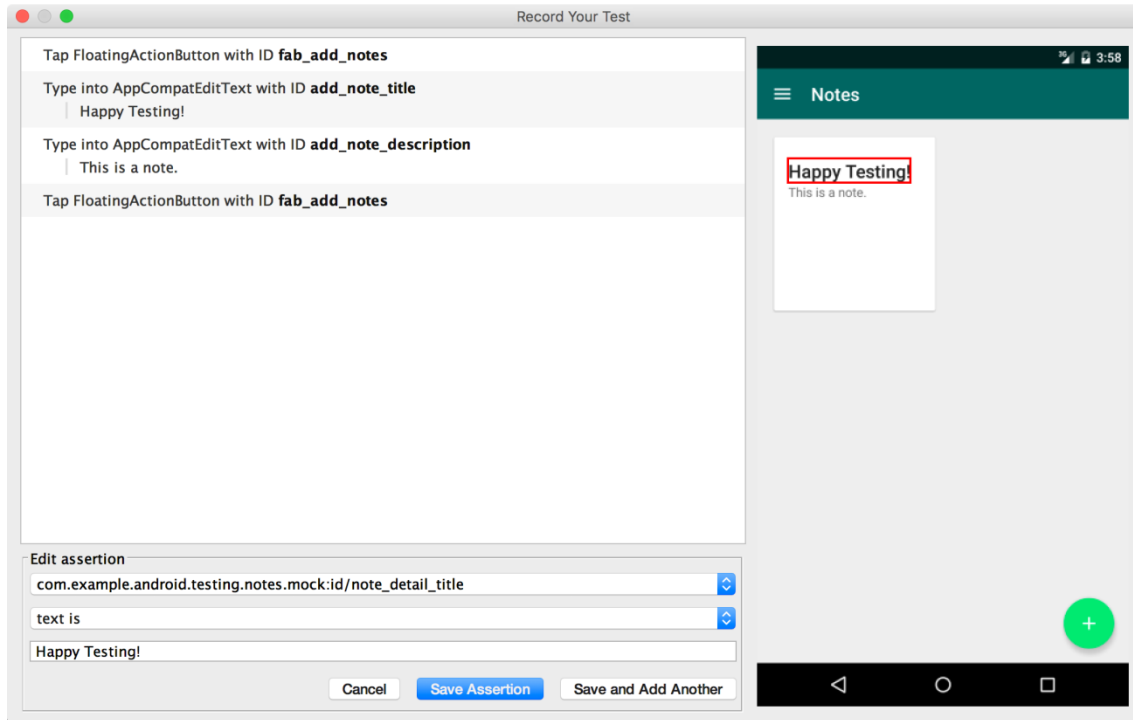 Record Your Test
Tap FloatingActionButton with ID fab_add_notes
Type into AppCompatEditText with ID add_note_title
Happy Testing!
Type into AppCompatEditText with ID add_note_description
This is a note.
Tap FloatingActionButton with ID fab_add_notes
Edit assertion
com.example.android.testing.notes.mock:id/note_detail_title
text is
Happy Testing!
Cancel
Save Assertion
Save and Add Another
3G 3:58
Notes
Happy Testing!
This is a note.